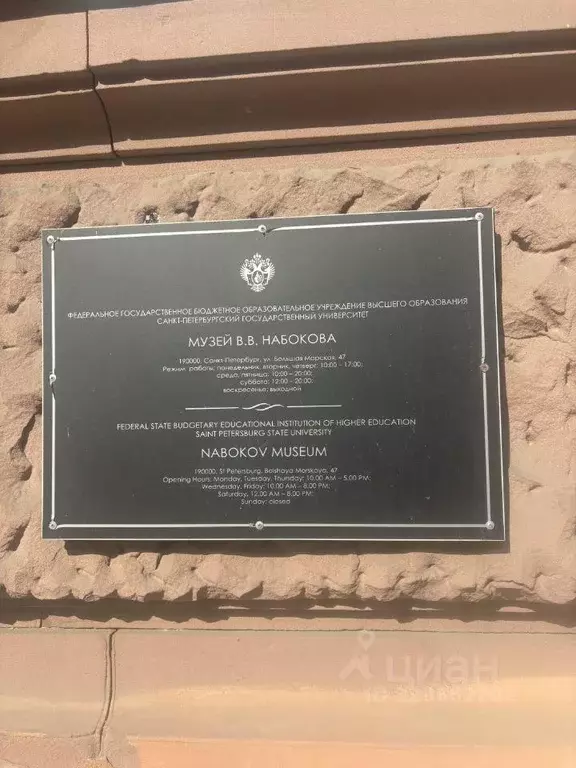 ФЕДЕРАЛЬНОЕ ГОСУДАРСТВЕННОЕ БЮДЖЕТНОЕ ОБРАЗОВАТЕЛЬНОЕ УЧРЕЖДЕНИЕ ВЫСШЕГО ОБРАЗОВАНИЯ
САНКТ-ПЕТЕРБУРГСКИЙ ГОСУДАРСТВЕННЫЙ УНИВЕРСИТЕТ
МУЗЕЙ В.В. НАБОКОВА
190000, Санкт-Петербург, ул. Большая Морская, 47
Режим работы: понедельник, вторник, четверг: 10:00 - 17:00;
среда, пятница: 10:00 – 20:00;
суббота: 12:00 - 20:00;
воскресенье: выходной
FEDERAL STATE BUDGETARY EDUCATIONAL INSTITUTION OF HIGHER EDUCATION
SAINT PETERSBURG STATE UNIVERSITY
NABOKOV MUSEUM
190000, St Petersburg, Bolshaya Morskaya, 47
Opening Hours: Monday, Tuesday, Thursday: 10.00 AM - 5.00 PM;
Wednesday, Friday: 10.00 AM – 8.00 PM;
Saturday, 12.00 AM – 8.00 PM;
Sunday: closed
циан